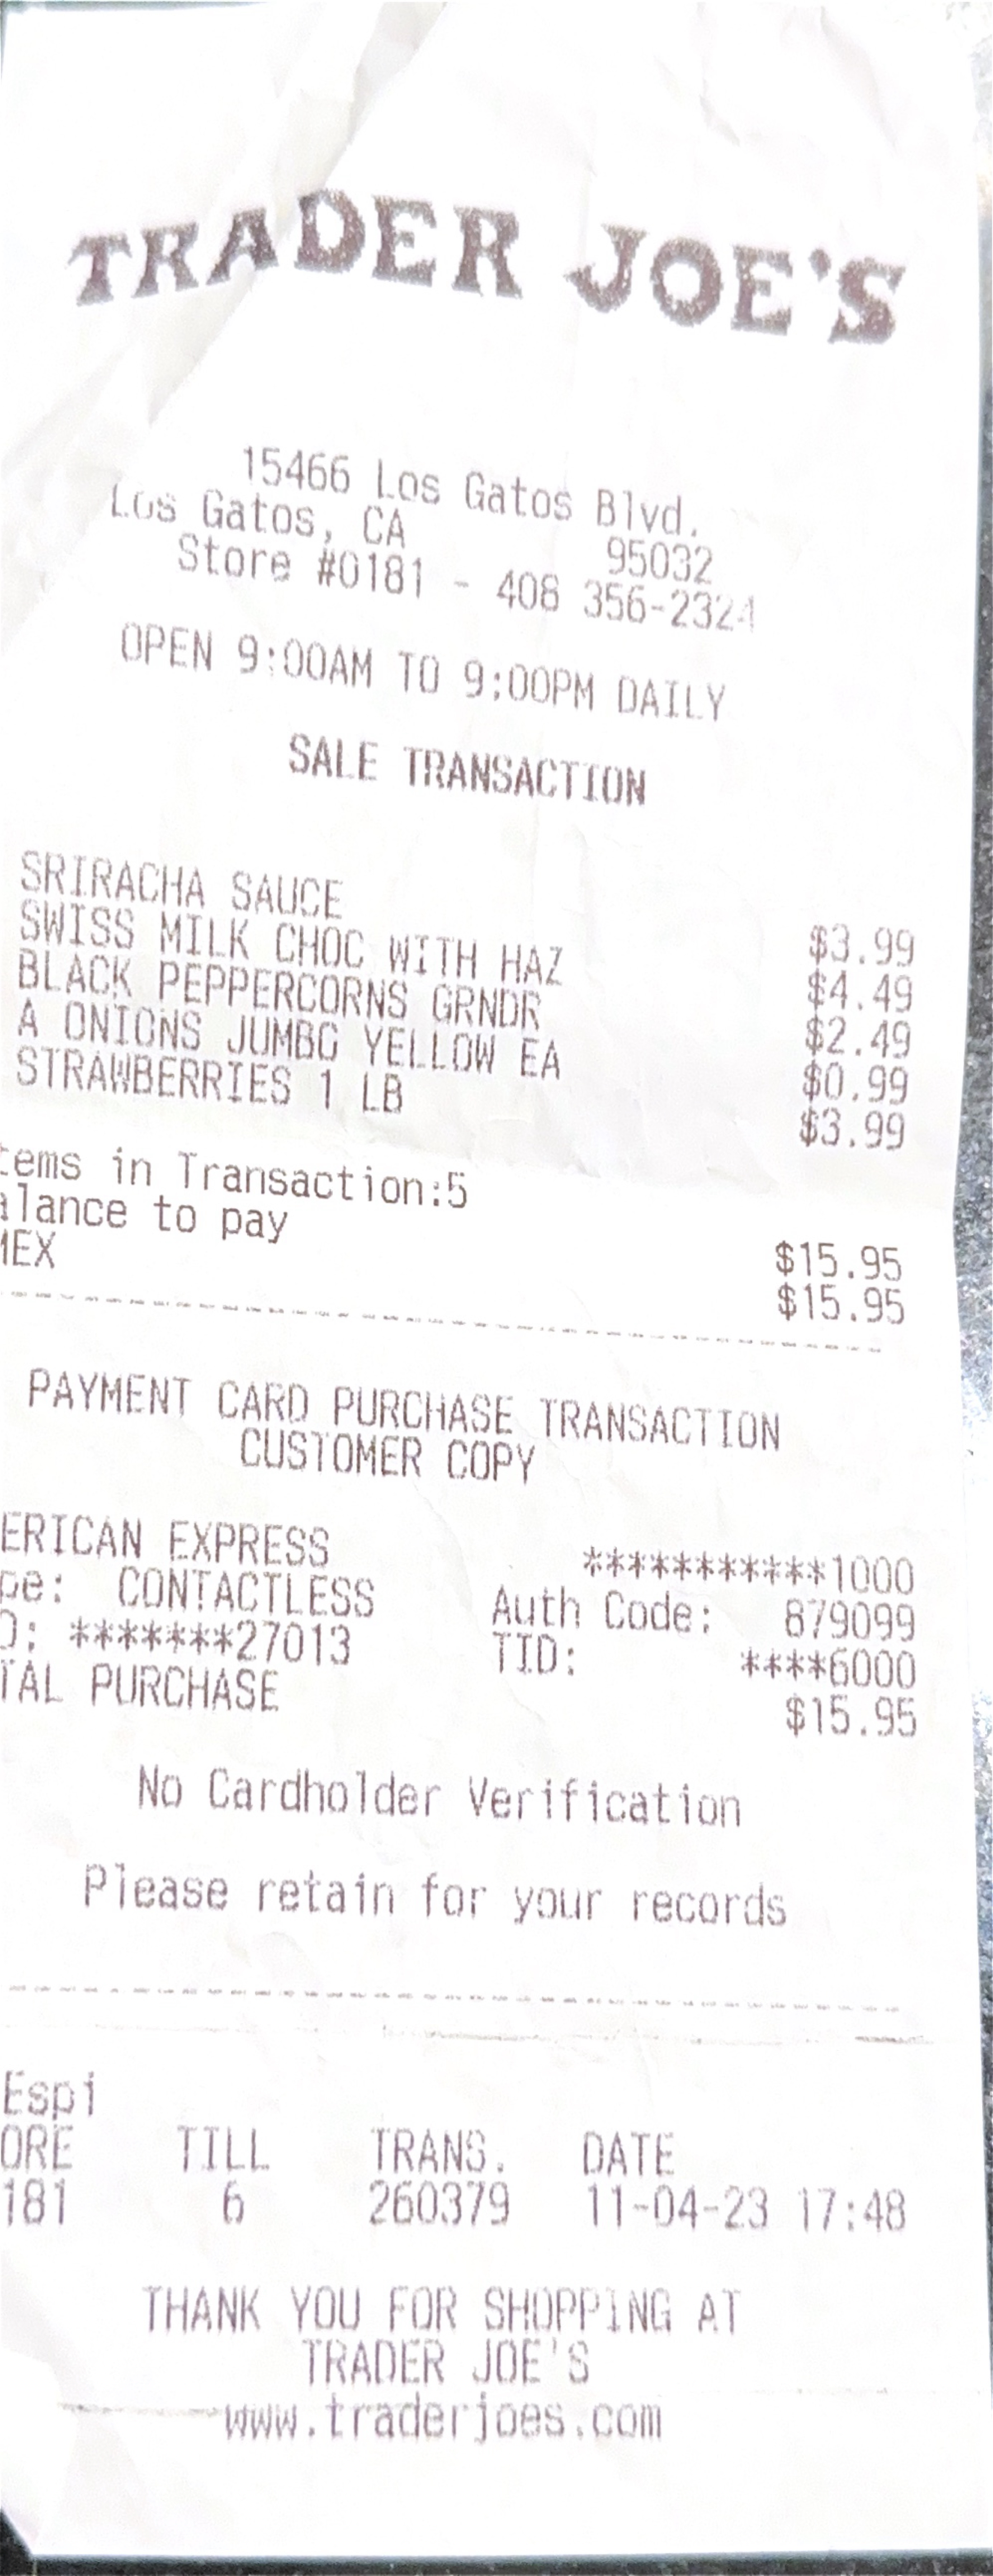 TRADER JOE'S
15466 Los Gatos Blvd.
Los Gatos, CA 95032
Store #0181 - 408 356-2324
OPEN 9:00AM TO 9:00PM DAILY
SALE TRANSACTION
SRIRACHA SAUCE $3.99
SWISS MILK CHOC WITH HAZ $4.49
BLACK PEPPERCORNS GRNDR $2.49
A ONIONS JUMBO YELLOW EA $0.99
STRAWBERRIES 1 LB $3.99
tems in Transaction:5
alance to pay $15.95
MEX $15.95
PAYMENT CARD PURCHASE TRANSACTION
CUSTOMER COPY
ERICAN EXPRESS ***********1000
pe: CONTACTLESS Auth Code: 879099
D: *******27013 TID: ****6000
TAL PURCHASE $15.95
No Cardholder Verification
Please retain for your records
Espi
ORE TILL TRANS. DATE
181 6 260379 11-04-23 17:48
THANK YOU FOR SHOPPING AT
TRADER JOE'S
www.traderjoes.com